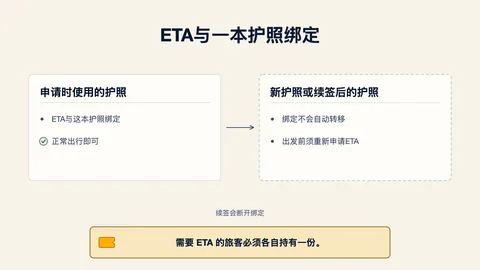 ETA与一本护照绑定
申请时使用的护照
ETA与这本护照绑定
正常出行即可
新护照或续签后的护照
绑定不会自动转移
出发前须重新申请ETA
续签会断开绑定
需要 ETA 的旅客必须各自持有一份。